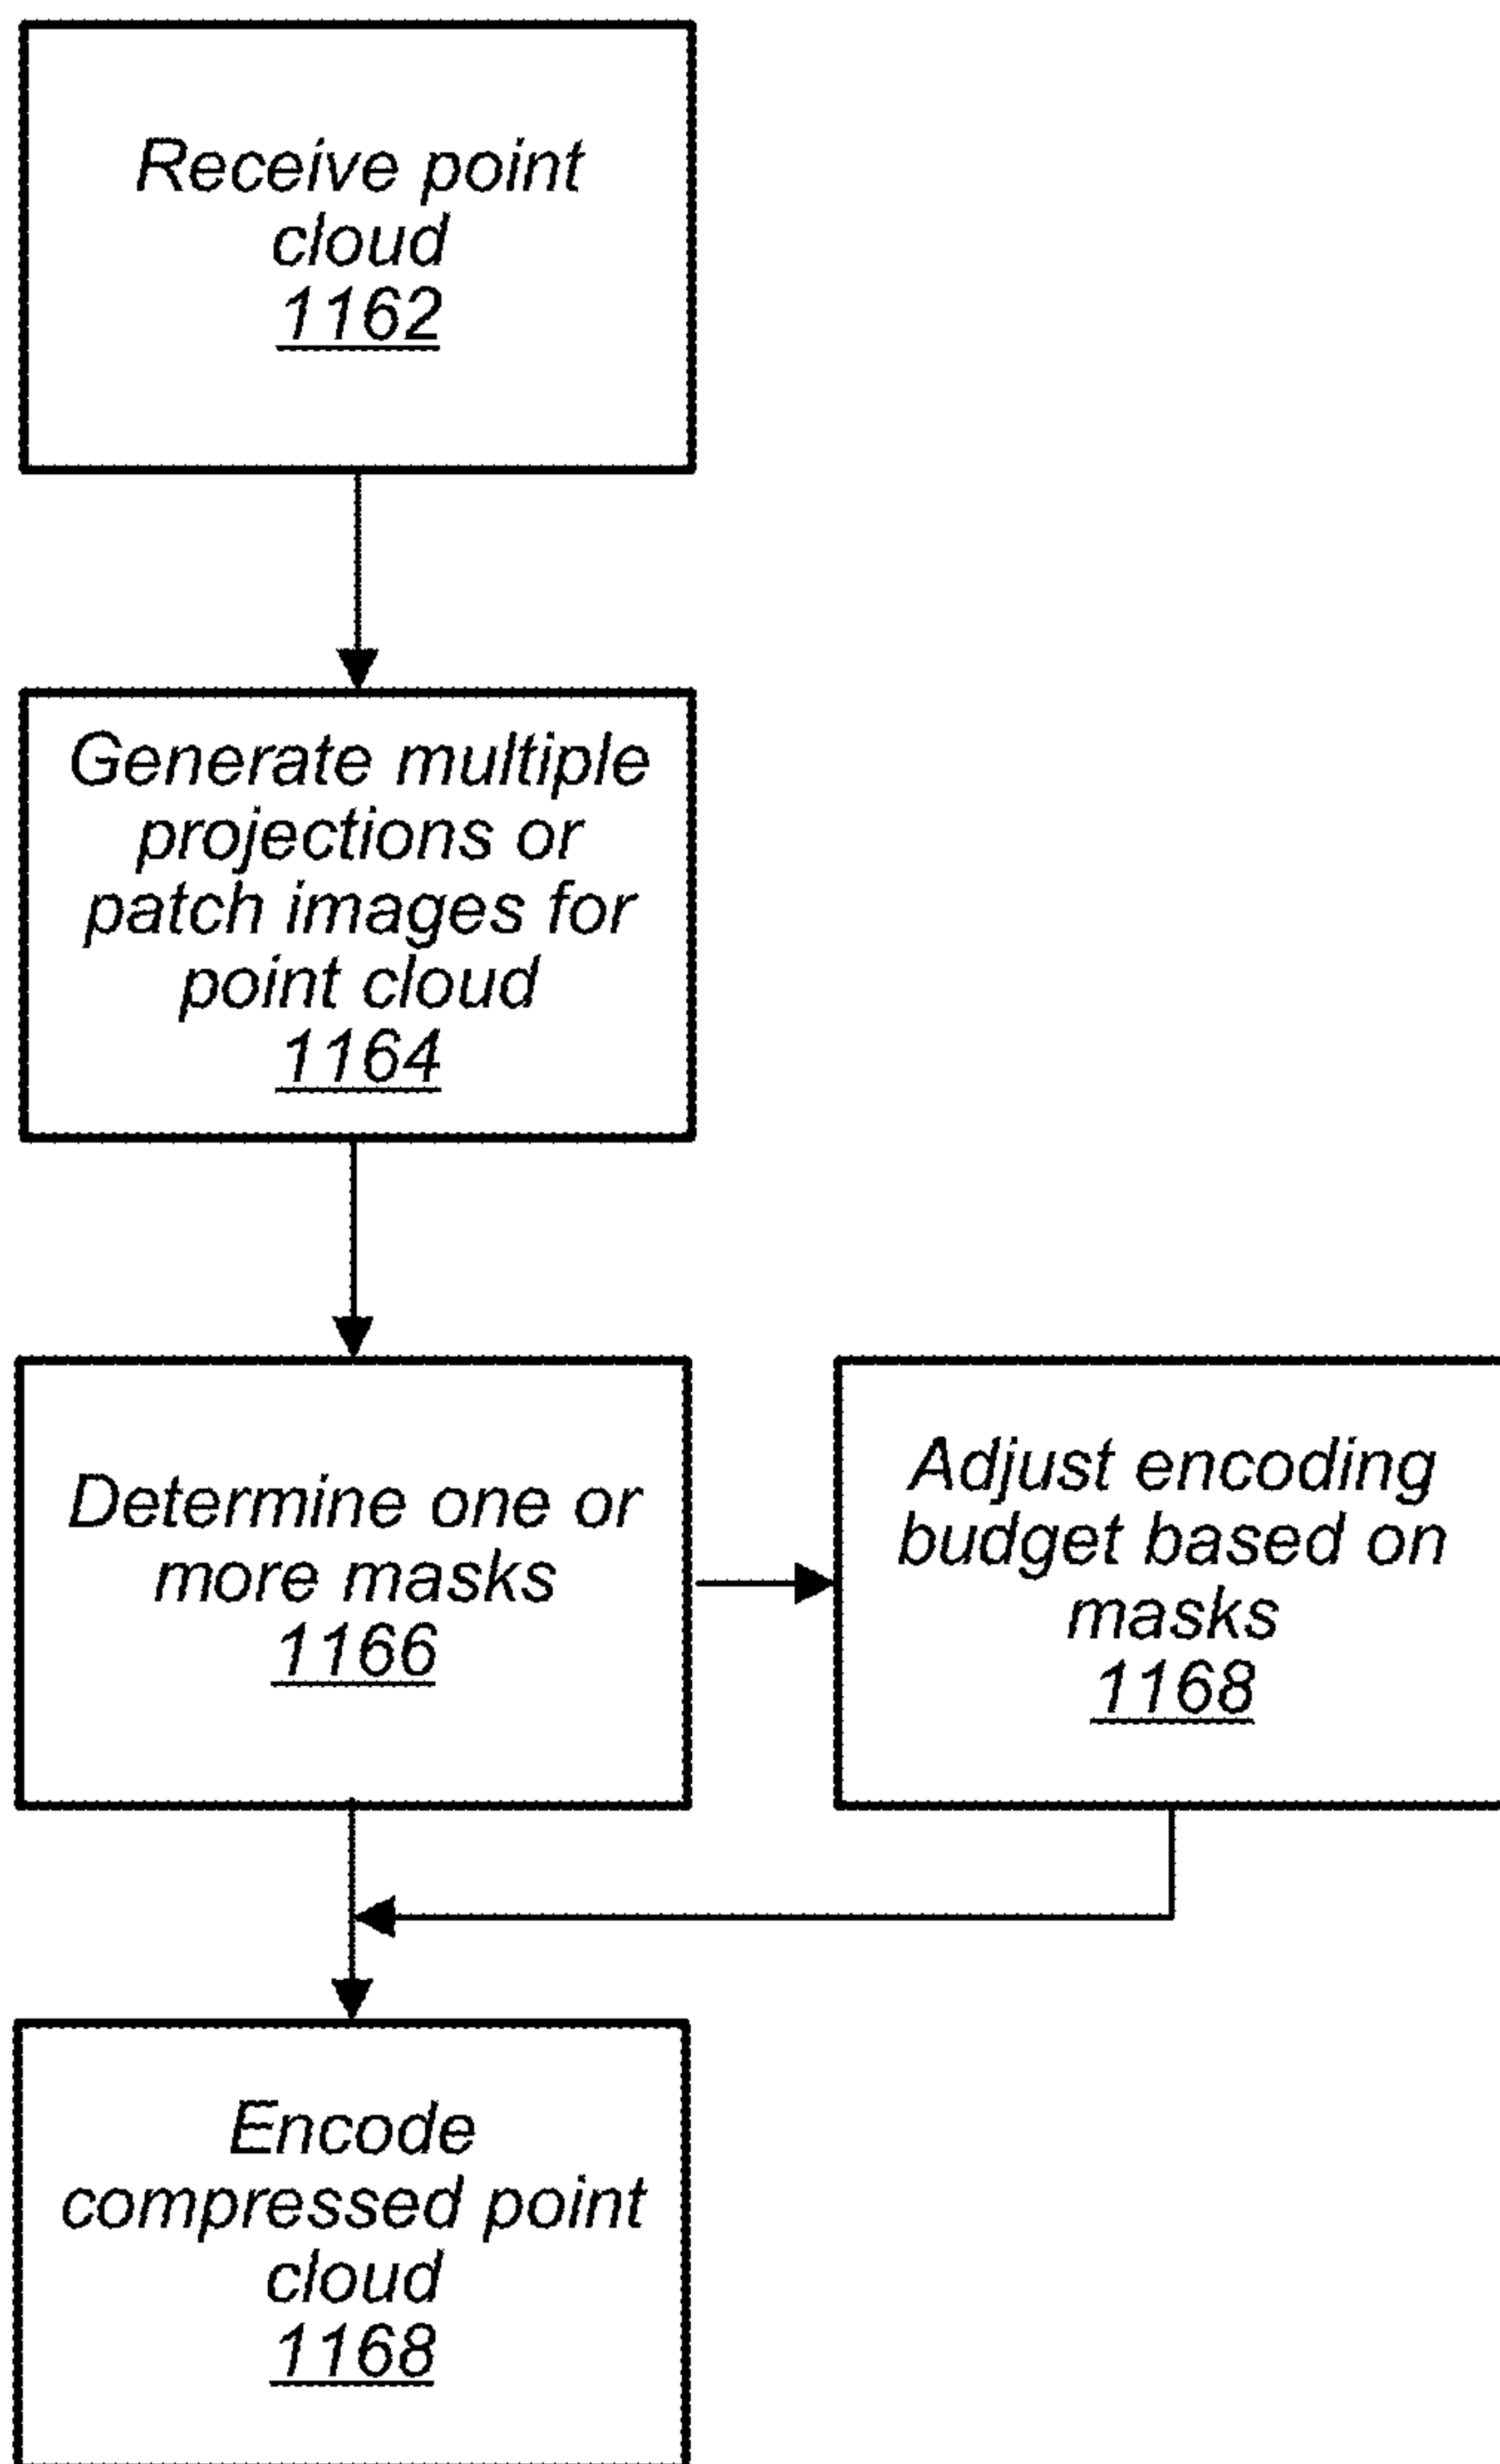 Receive point
cloud
1162
Generate multiple
projections or
patch images for
point cloud
1164
Determine one or
more masks
1166
Adjust encoding
budget based on
masks
1168
Encode
compressed point
cloud
1168